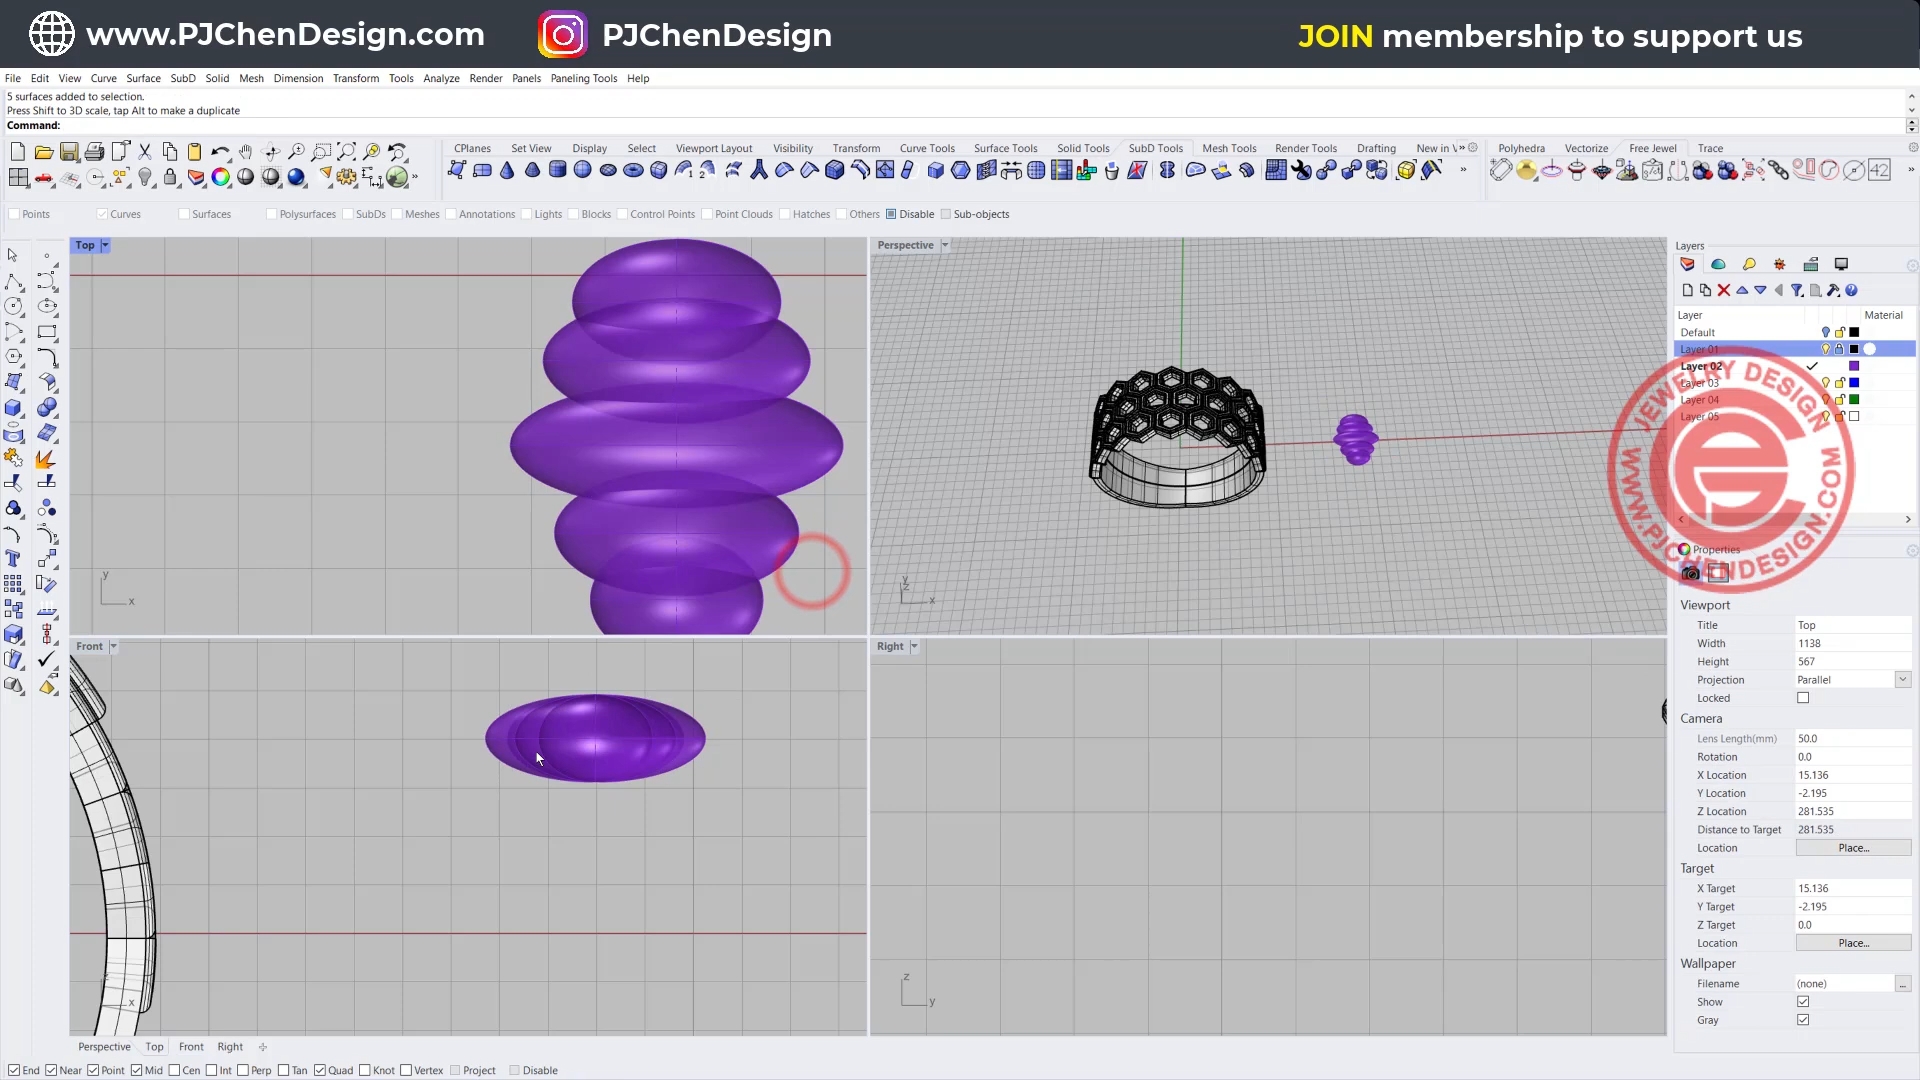 www.PJChenDesign.com
PJChenDesign
JOIN membership to support us
File Edit View Curve Surface SubD Solid Mesh Dimension Transform Tools Analyze Render Panels Paneling Tools Help
5 surfaces added to selection.
Press Shift to 3D scale, tap Alt to make a duplicate
Command:
CPlanes Set View Display Select Viewport Layout Visibility Transform Curve Tools Surface Tools Solid Tools SubD Tools Mesh Tools Render Tools Drafting New in V Polyhedra Vectorize Free Jewel Trace
42
Points Curves Surfaces Polysurfaces SubDs Meshes Annotations Lights Blocks Control Points Point Clouds Hatches Others Disable Sub-objects
Top
Perspective
Layers
Layer Material
Default
Layer 01
Layer 02
Layer 03
Layer 04
Layer 05
JEWELRY DESIGN
WWW.PJCHENDESIGN.COM
Properties
Viewport
Title Top
Width 1138
Height 567
Projection Parallel
Locked
Camera
Lens Length(mm) 50.0
Rotation 0.0
X Location 15.136
Y Location -2.195
Z Location 281.535
Distance to Target 281.535
Location Place...
Target
X Target 15.136
Y Target -2.195
Z Target 0.0
Location Place...
Wallpaper
Filename (none) ...
Show
Gray
y
x
y
z
x
Front
Right
x
z
y
Perspective Top Front Right
End Near Point Mid Cen Int Perp Tan Quad Knot Vertex Project Disable